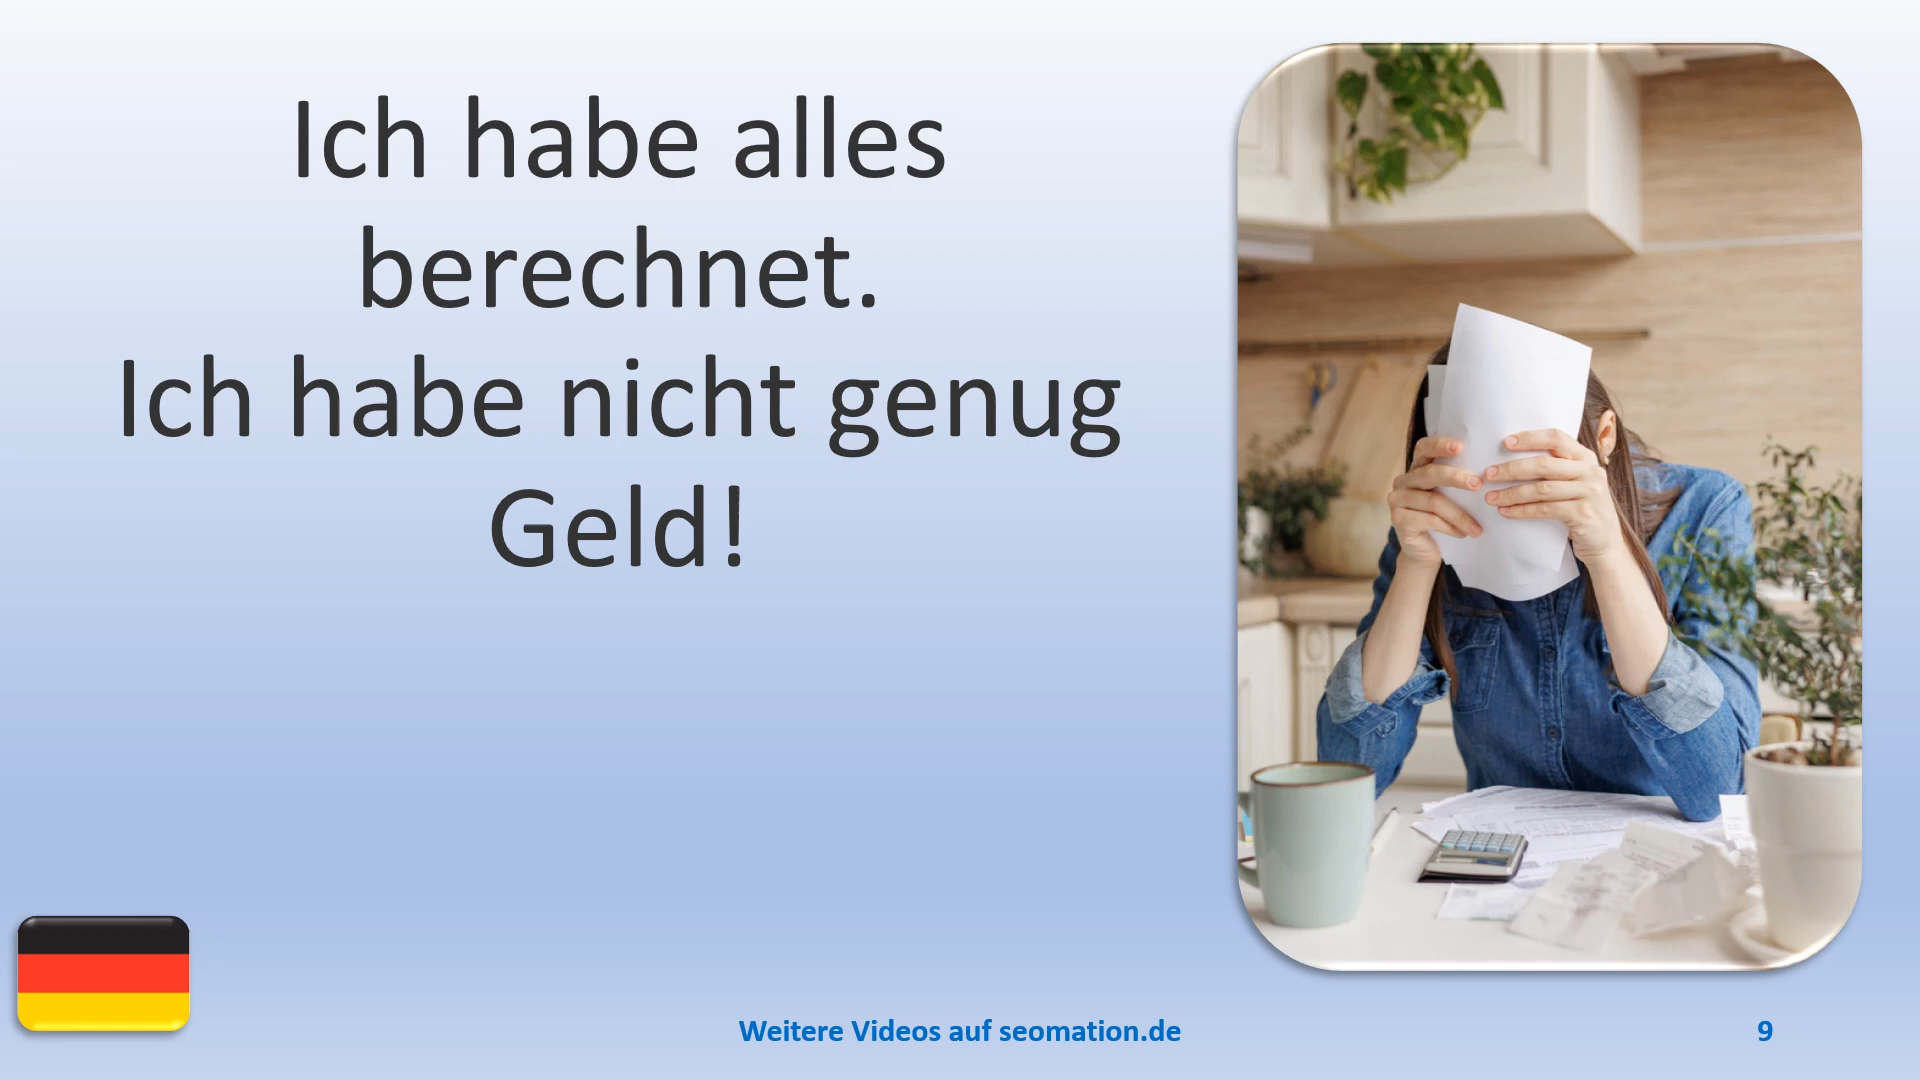 Ich habe alles
berechnet.
Ich habe nicht genug
Geld!
Weitere Videos auf seomation.de
9